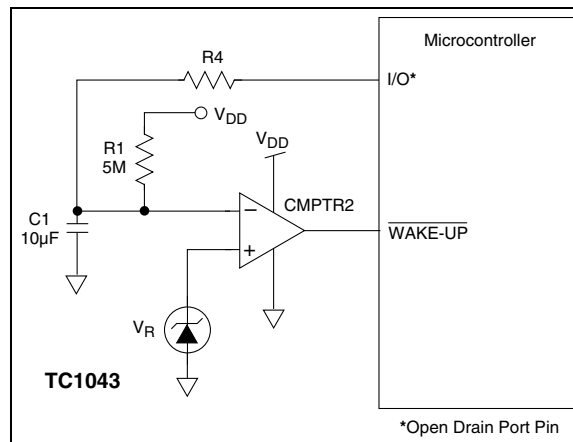 Microcontroller
R4
I/O*
VDD
R1
5M
VDD
CMPTR2
C1
10µF
−
+
WAKE-UP
VR
TC1043
*Open Drain Port Pin